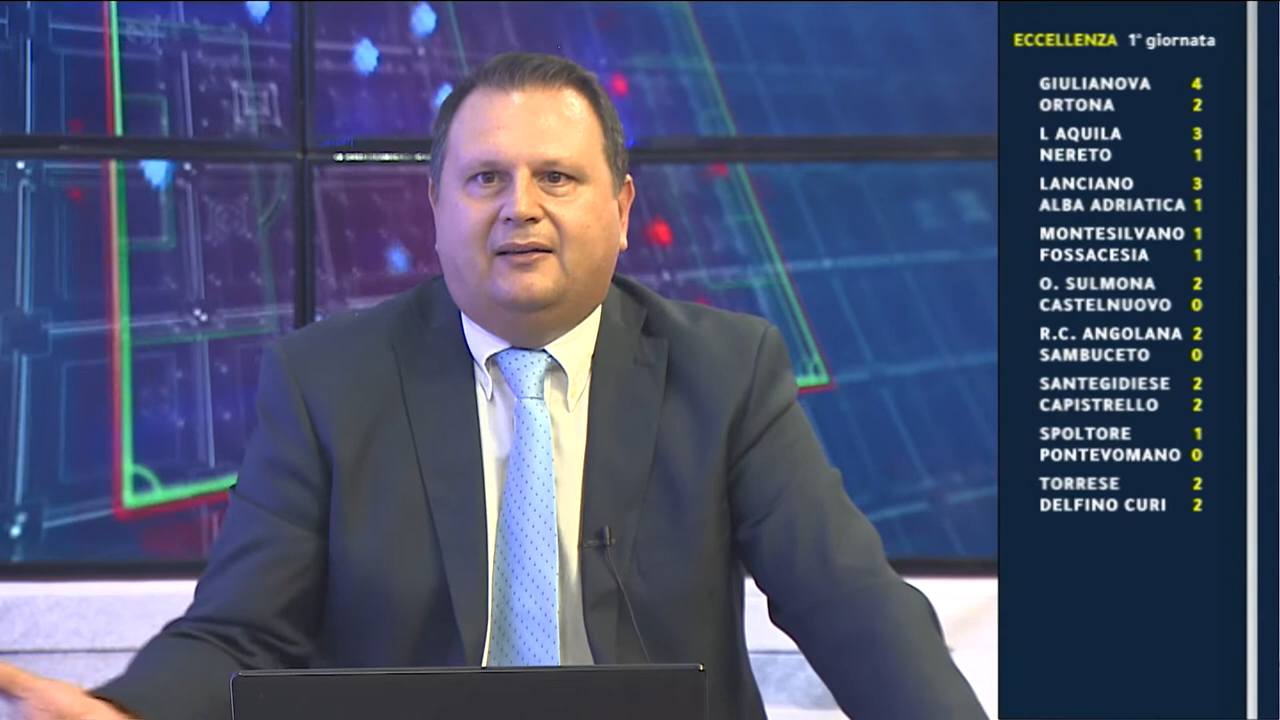 ECCELLENZA 1° giornata
GIULIANOVA 4
ORTONA 2
L AQUILA 3
NERETO 1
LANCIANO 3
ALBA ADRIATICA 1
MONTESILVANO 1
FOSSACESIA 1
O. SULMONA 2
CASTELNUOVO 0
R.C. ANGOLANA 2
SAMBUCETO 0
SANTEGIDIESE 2
CAPISTRELLO 2
SPOLTORE 1
PONTEVOMANO 0
TORRESE 2
DELFINO CURI 2